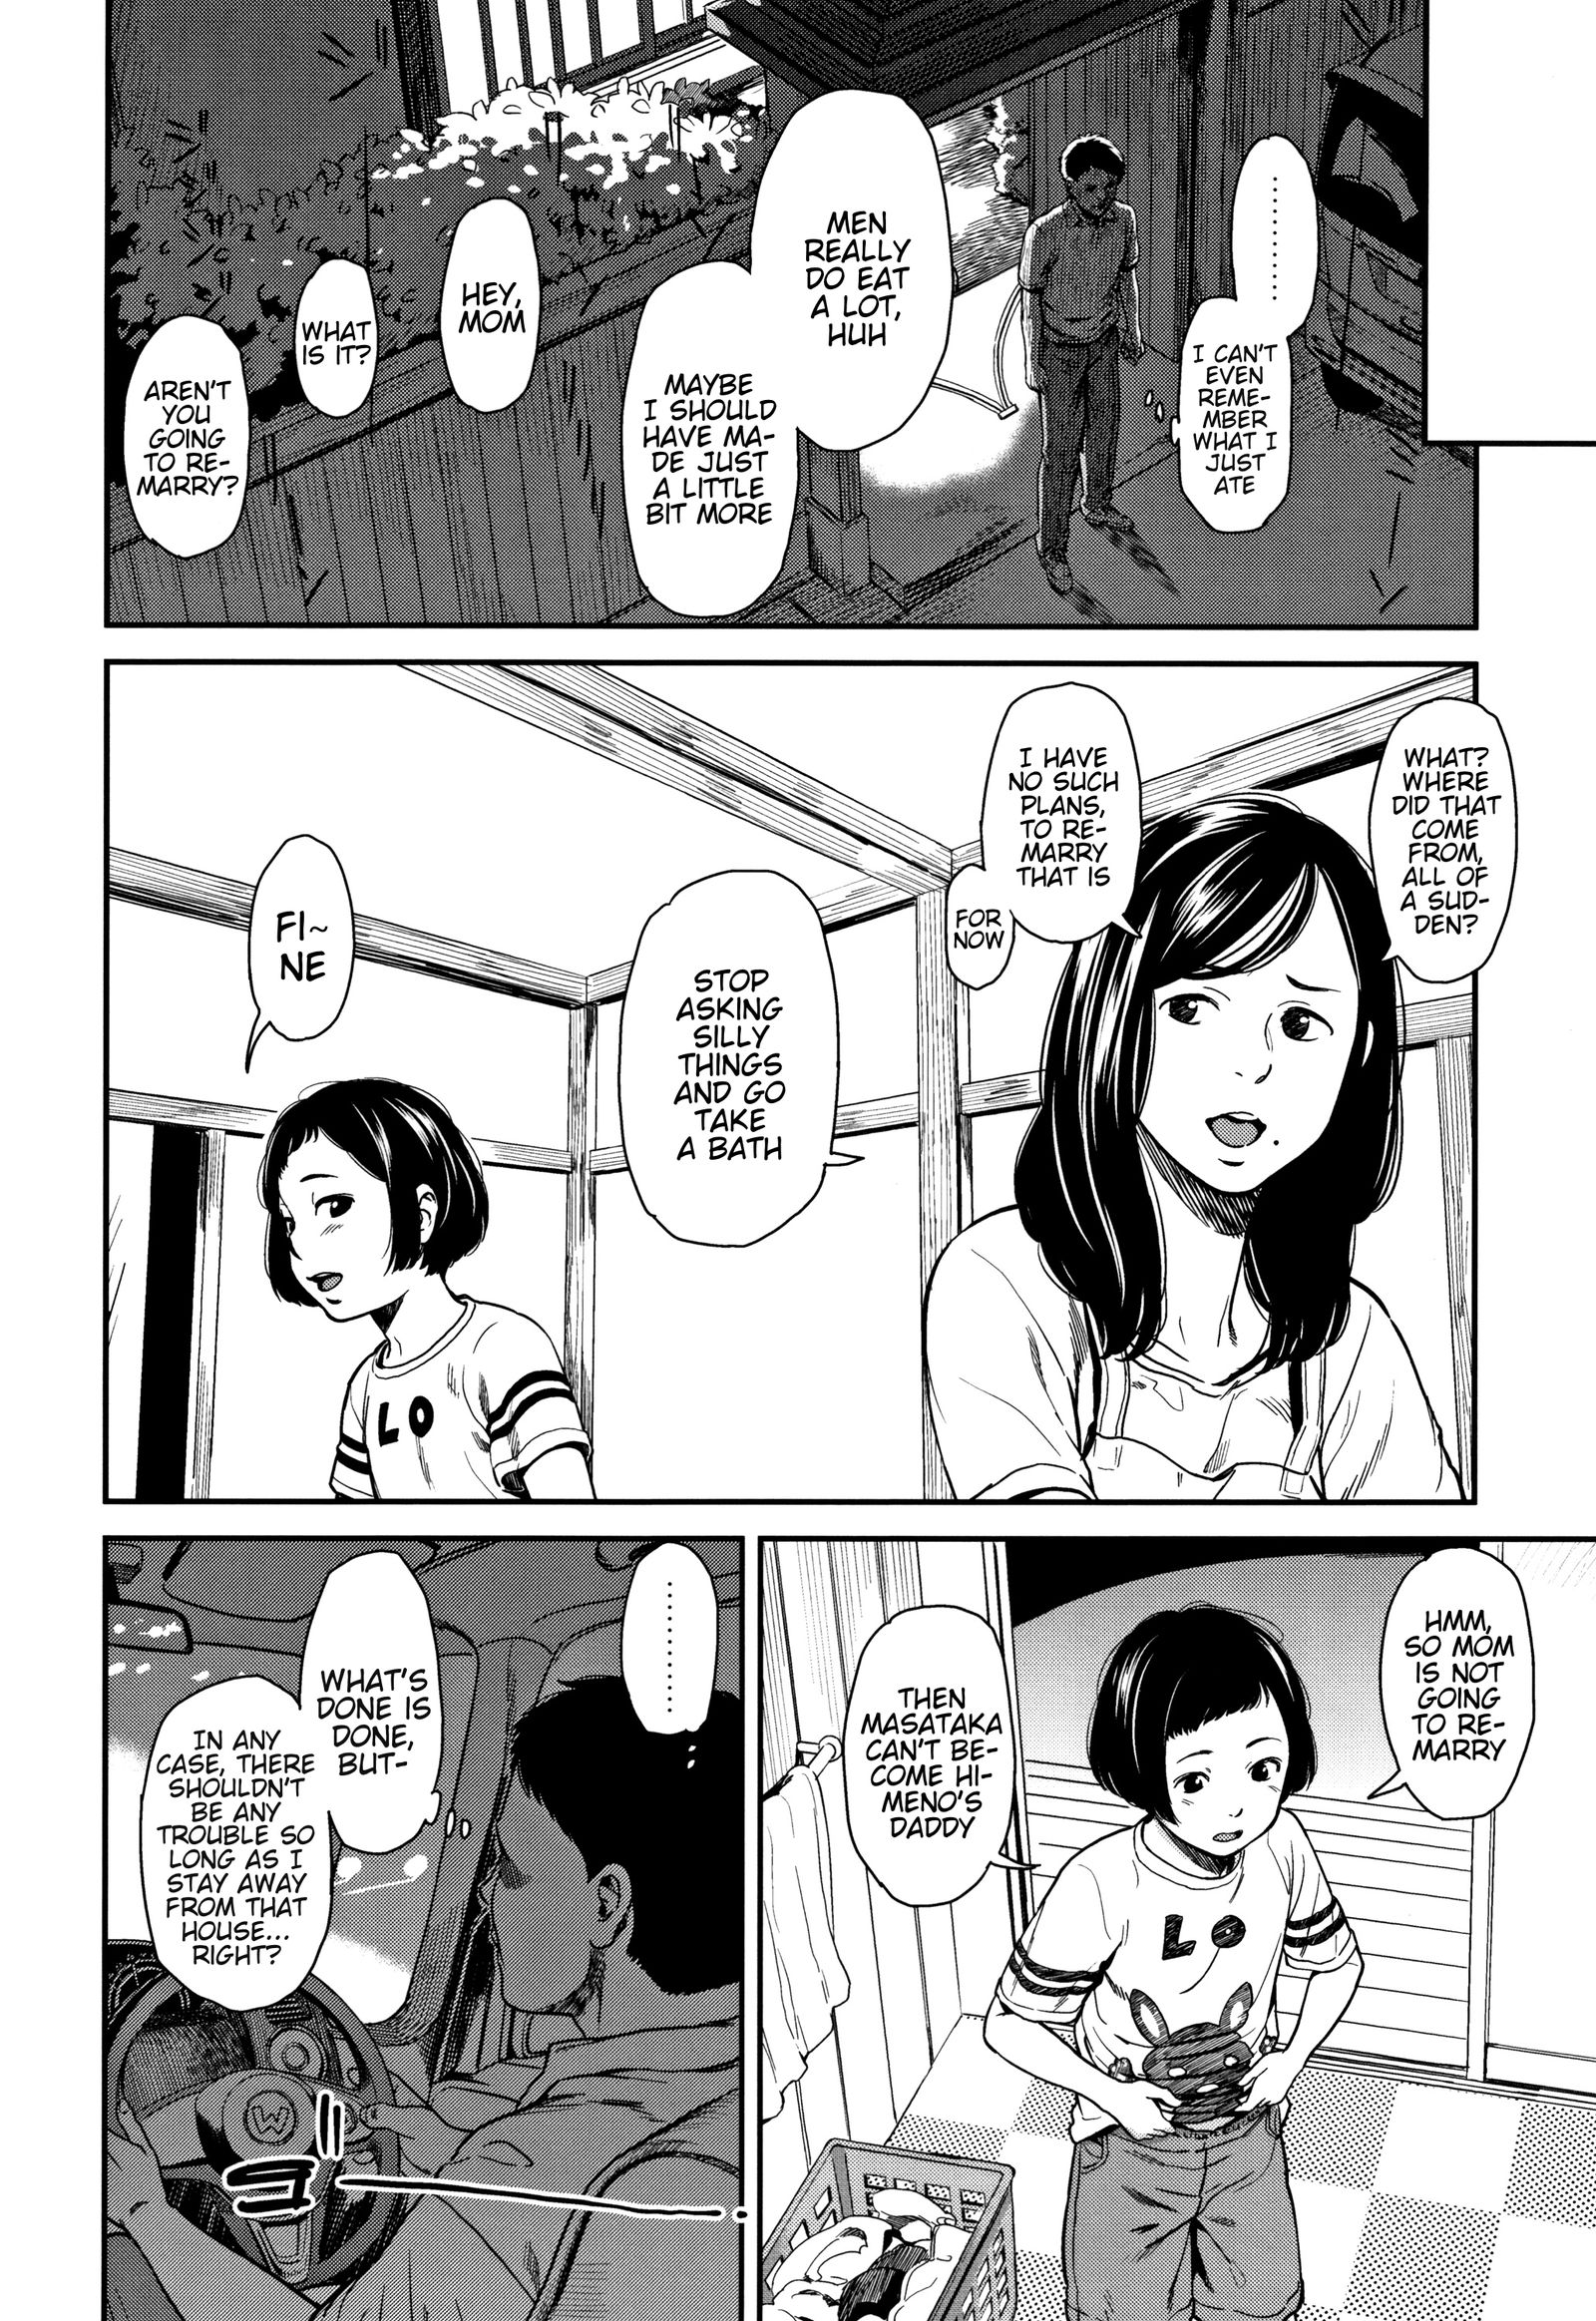 .........
I CAN'T
EVEN
REME-
MBER
WHAT I
JUST
ATE
MEN
REALLY
DO EAT
A LOT,
HUH
MAYBE
I SHOULD
HAVE MA-
DE JUST
A LITTLE
BIT MORE
HEY,
MOM
WHAT
IS IT?
AREN'T
YOU
GOING
TO RE-
MARRY?
WHAT?
WHERE
DID THAT
COME
FROM,
ALL OF
A SUD-
DEN?
I HAVE
NO SUCH
PLANS,
TO RE-
MARRY
THAT IS
FOR
NOW
STOP
ASKING
SILLY
THINGS
AND GO
TAKE
A BATH
FI~
NE
LO
HMM,
SO MOM
IS NOT
GOING
TO RE-
MARRY
THEN
MASATAKA
CAN'T BE-
COME HI-
MENO'S
DADDY
LO
.........
WHAT'S
DONE IS
DONE,
BUT-
IN ANY
CASE, THERE
SHOULDN'T
BE ANY
TROUBLE SO
LONG AS I
STAY AWAY
FROM THAT
HOUSE...
RIGHT?
W